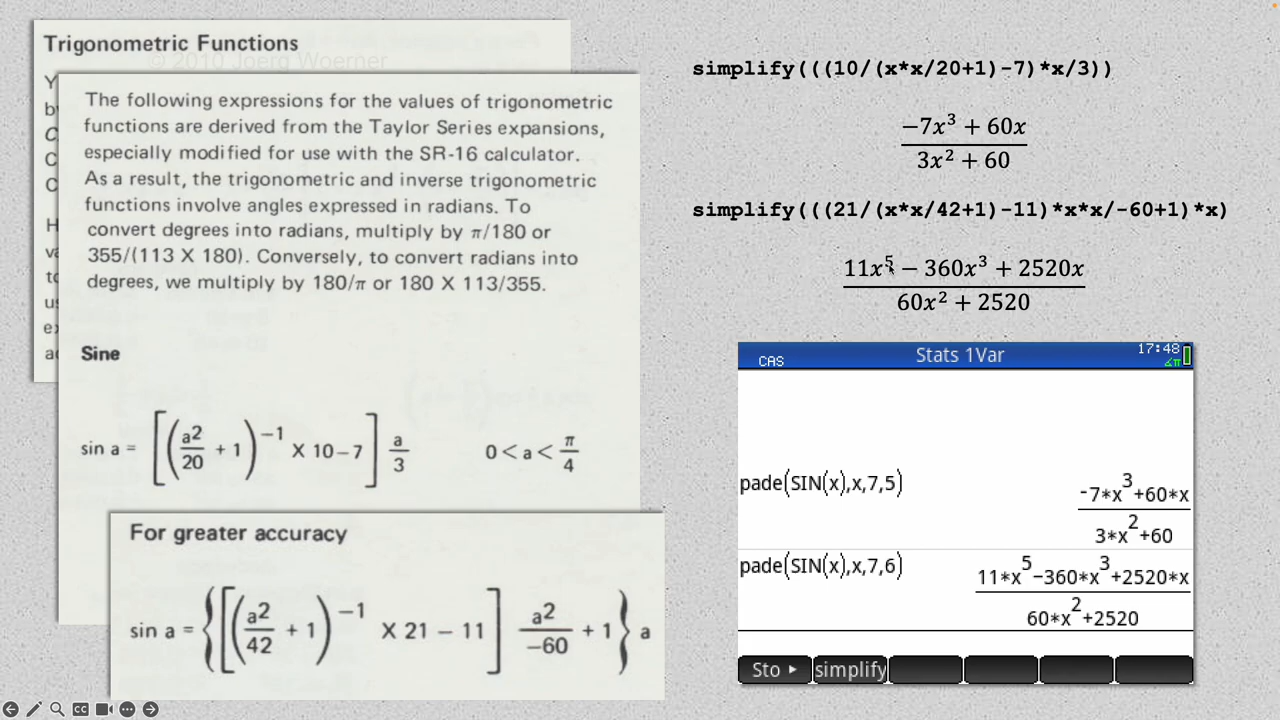 Trigonometric Functions
© 2010 Joerg Woerner
The following expressions for the values of trigonometric
functions are derived from the Taylor Series expansions,
especially modified for use with the SR-16 calculator.
As a result, the trigonometric and inverse trigonometric
functions involve angles expressed in radians. To
convert degrees into radians, multiply by π/180 or
355/(113 X 180). Conversely, to convert radians into
degrees, we multiply by 180/π or 180 X 113/355.
Sine
sin a = [(a2/20 + 1)^−1 X 10 − 7] a/3    0 < a < π/4
For greater accuracy
sin a = {[(a2/42 + 1)^−1 X 21 − 11] a2/−60 + 1} a
simplify(((10/(x*x/20+1)-7)*x/3))
−7x³ + 60x
3x² + 60
simplify(((21/(x*x/42+1)-11)*x*x/-60+1)*x)
11x⁵ − 360x³ + 2520x
60x² + 2520
CAS
Stats 1Var
17:48
∡π
pade(SIN(x),x,7,5)
-7*x³+60*x
3*x²+60
pade(SIN(x),x,7,6)
11*x⁵-360*x³+2520*x
60*x²+2520
Sto ▸
simplify
CC